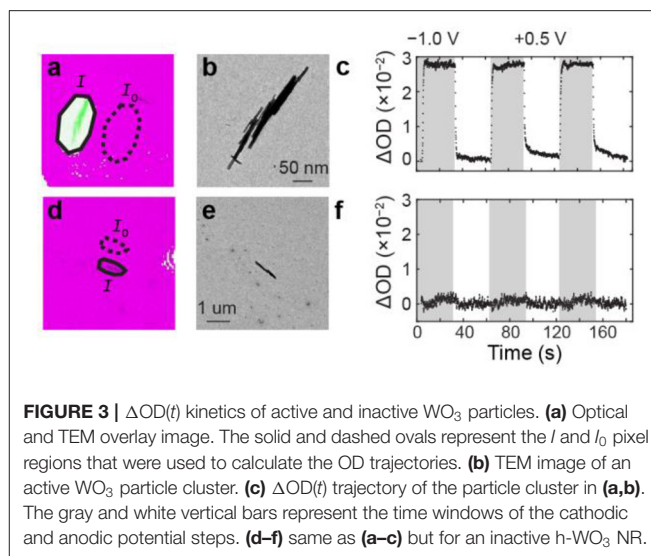 a
I
I0
b
50 nm
c
−1.0 V
+0.5 V
ΔOD (×10−2)
3
2
1
0
d
I0
I
e
1 um
f
ΔOD (×10−2)
3
2
1
0
40
80
120
160
Time (s)
FIGURE 3 | ΔOD(t) kinetics of active and inactive WO3 particles. (a) Optical
and TEM overlay image. The solid and dashed ovals represent the I and I0 pixel
regions that were used to calculate the OD trajectories. (b) TEM image of an
active WO3 particle cluster. (c) ΔOD(t) trajectory of the particle cluster in (a,b).
The gray and white vertical bars represent the time windows of the cathodic
and anodic potential steps. (d–f) same as (a–c) but for an inactive h-WO3 NR.